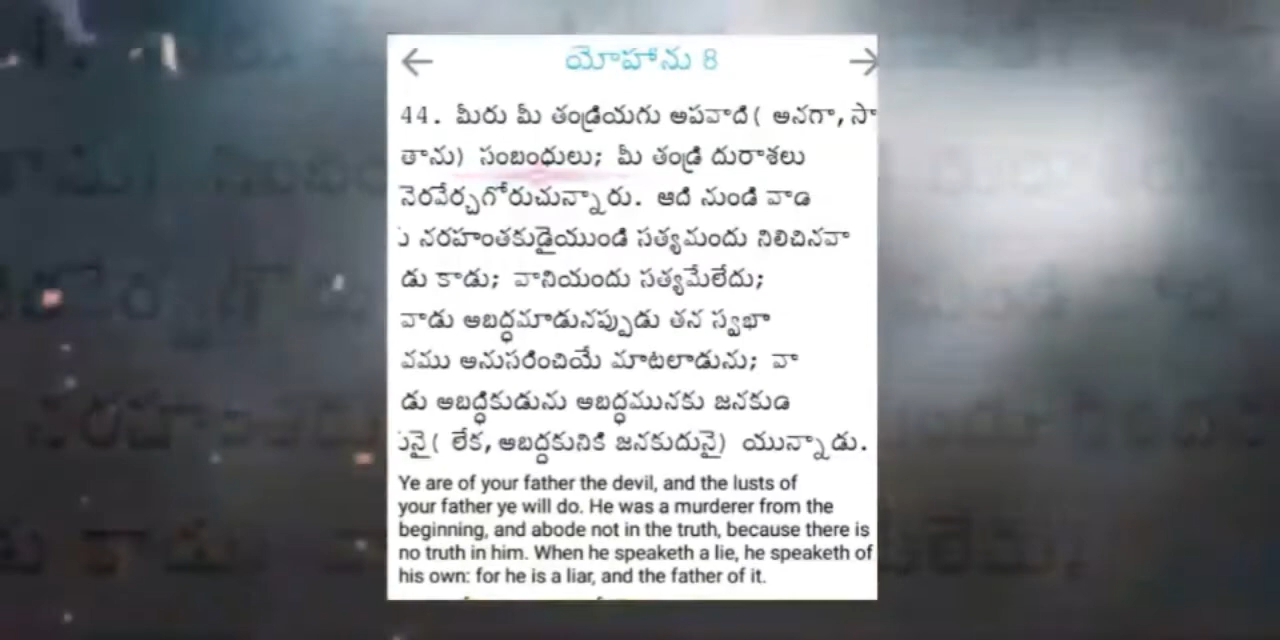 యోహాను 8
44. మీరు మీ తండ్రియగు అపవాది( అనగా, సా
తాను) సంబంధులు; మీ తండ్రి దురాశలు
నెరవేర్చగోరుచున్నారు. ఆది నుండి వాడ
ు నరహంతకుడైయుండి సత్యమందు నిలిచినవా
డు కాడు; వానియందు సత్యమేలేదు;
వాడు అబద్ధమాడునప్పుడు తన స్వభా
వము అనుసరించియే మాటలాడును; వా
డు అబద్ధికుడును అబద్ధమునకు జనకుడ
ునై( లేక, అబద్ధకునికి జనకుదునై) యున్నాడు.
Ye are of your father the devil, and the lusts of
your father ye will do. He was a murderer from the
beginning, and abode not in the truth, because there is
no truth in him. When he speaketh a lie, he speaketh of
his own: for he is a liar, and the father of it.